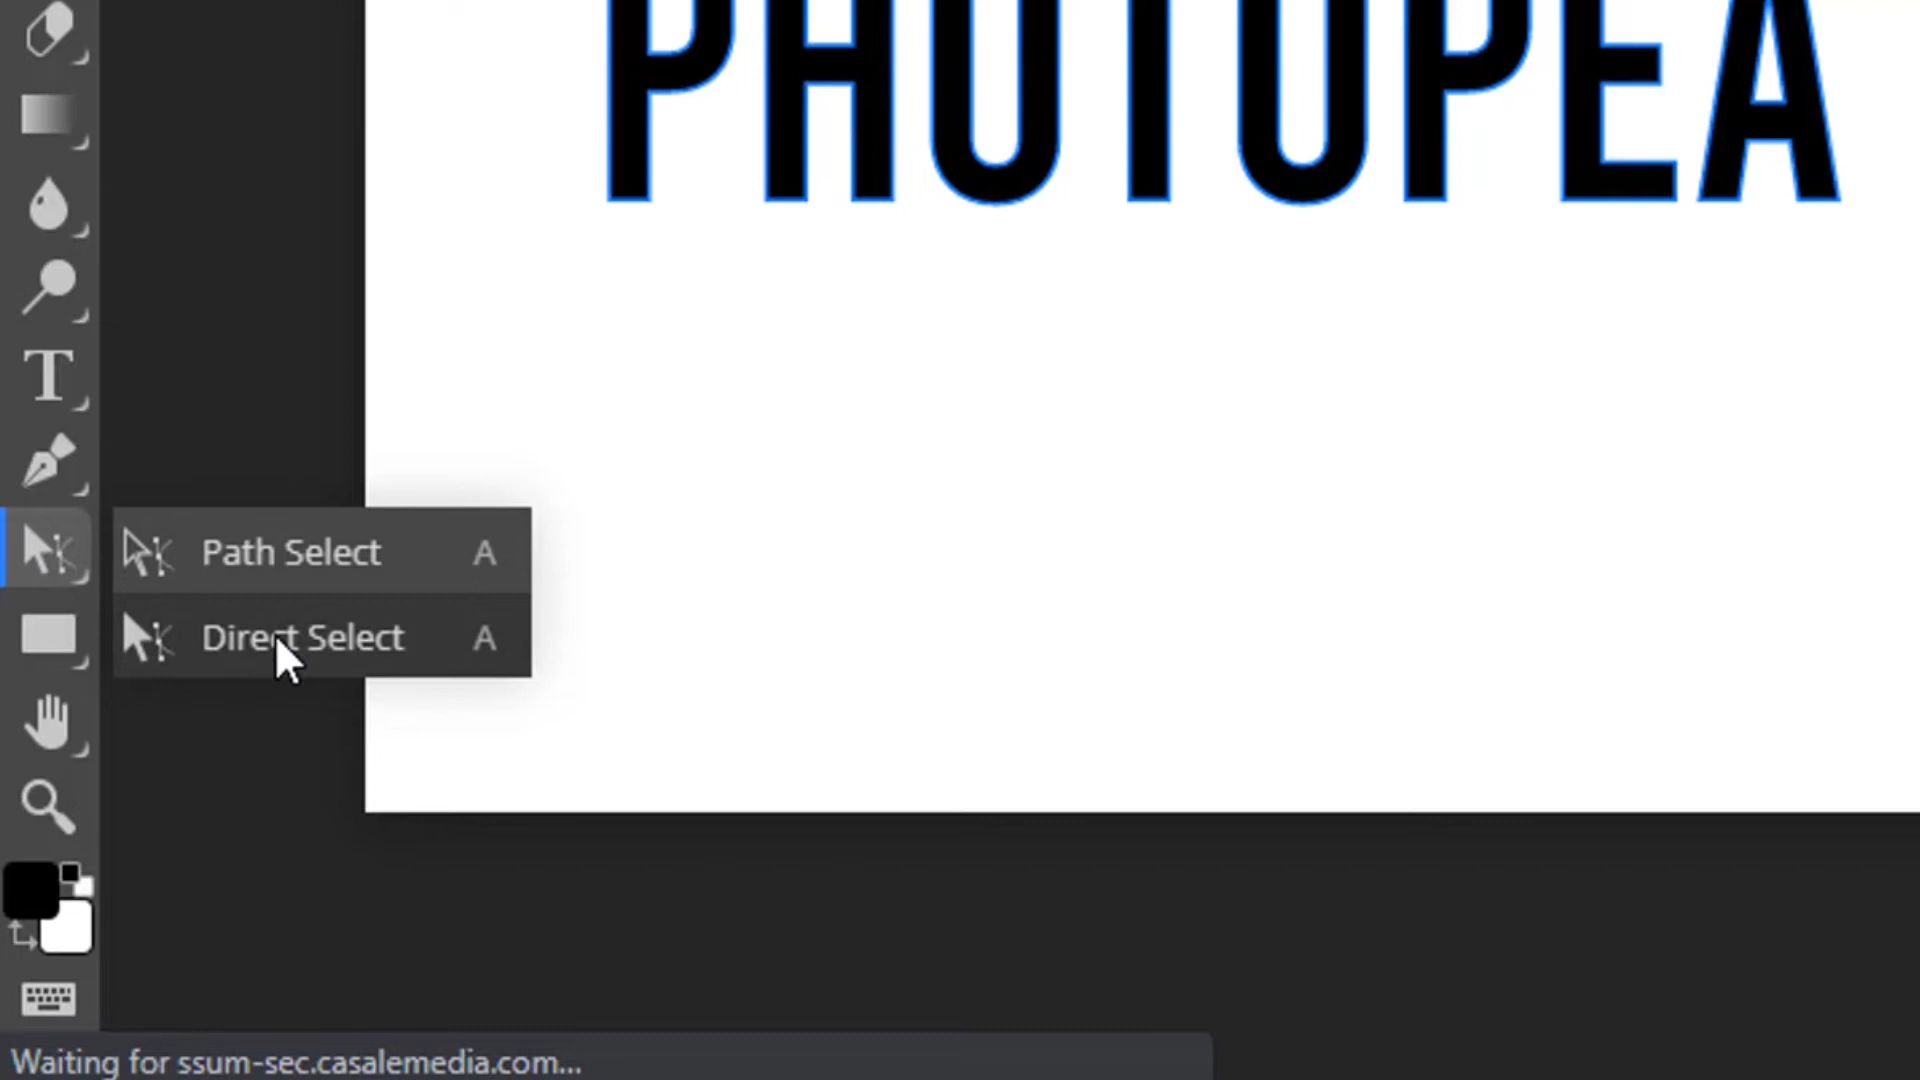 PHOTOPEA
T
Path Select A
Direct Select A
Waiting for ssum-sec.casalemedia.com...